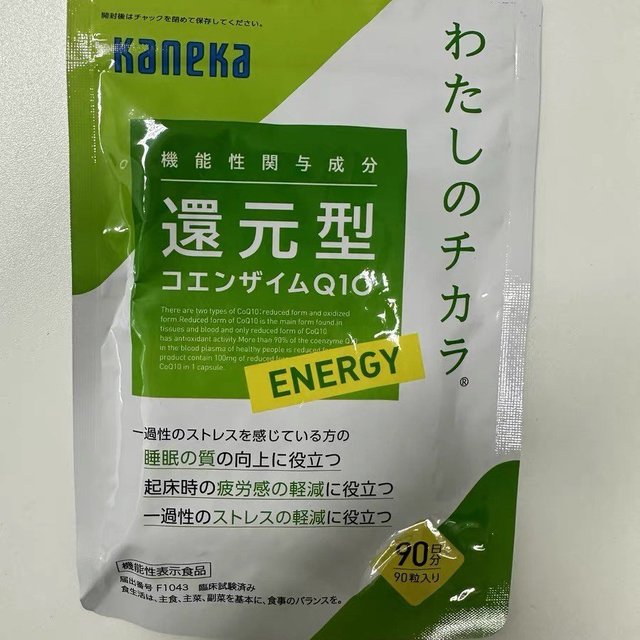 開封後はチャックを閉めて保存してください。
Kaneka
わたしのチカラ®
機能性関与成分
還元型
コエンザイムQ10
There are two types of CoQ10:reduced form and oxidized
form.Reduced form of CoQ10 is the main form found in
tissues and blood and only reduced form of CoQ10
has antioxidant activity.More than 90% of the coenzyme Q
in the blood plasma of healthy people is reduced
product contain 100mg of reduced
CoQ10 in 1 capsule.
ENERGY
一過性のストレスを感じている方の
睡眠の質の向上に役立つ
起床時の疲労感の軽減に役立つ
一過性のストレスの軽減に役立つ
90日分
90粒入り
機能性表示食品
届出番号 F1043 臨床試験済み
食生活は、主食、主菜、副菜を基本に、食事のバランスを。